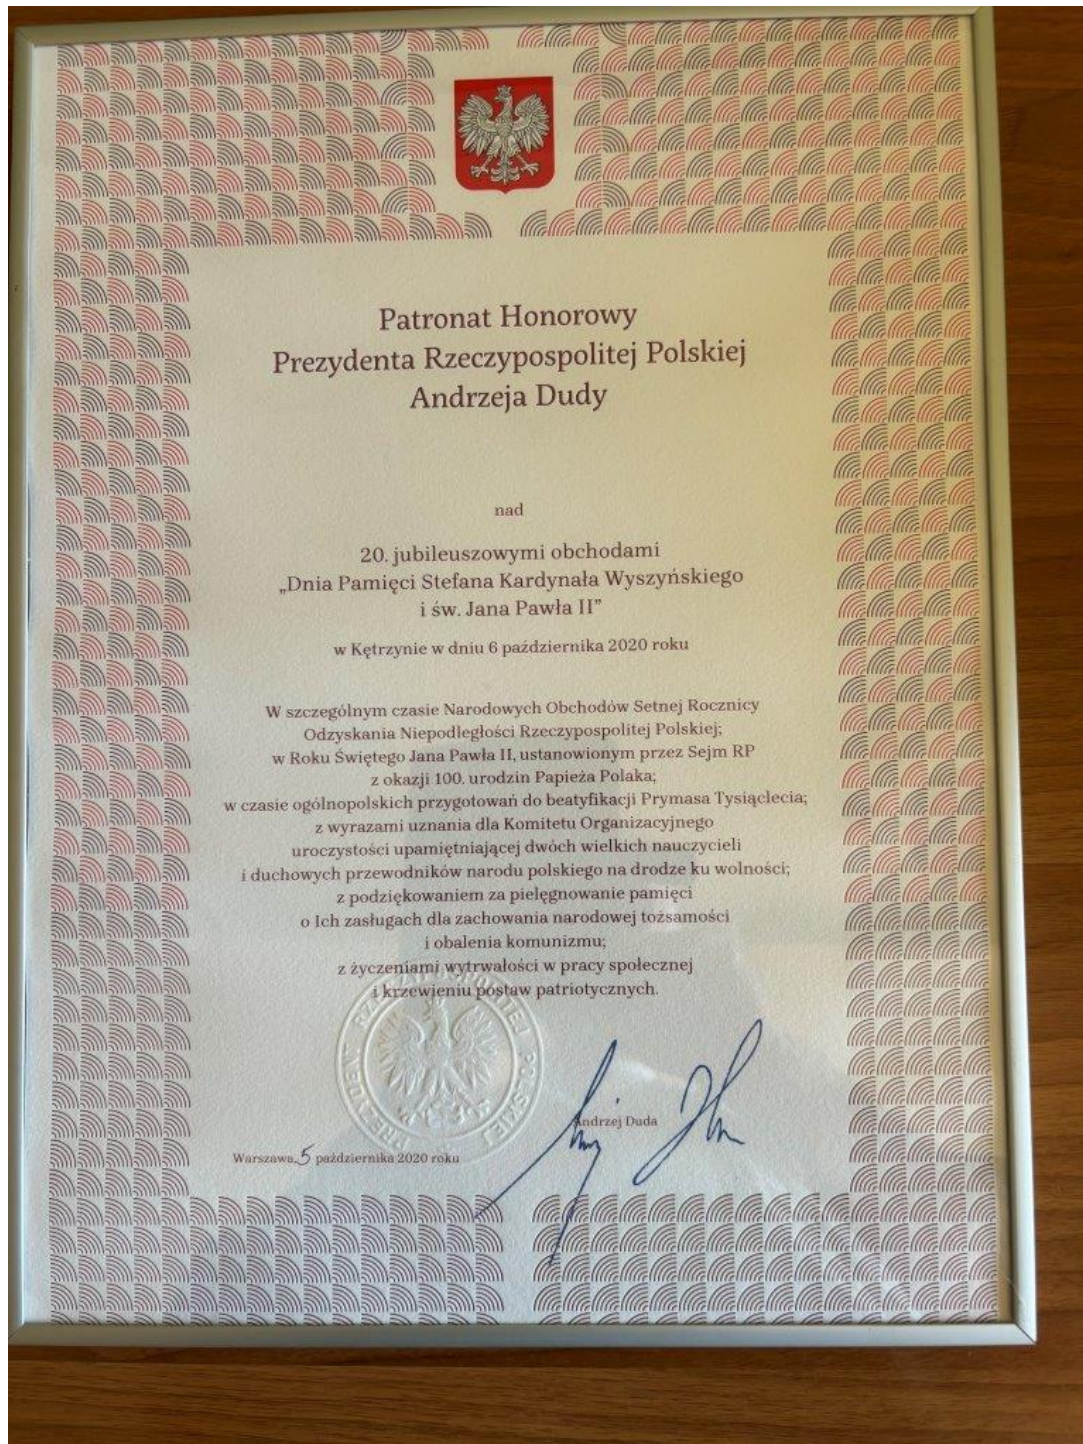 Patronat Honorowy
Prezydenta Rzeczypospolitej Polskiej
Andrzeja Dudy
nad
20. jubileuszowymi obchodami
„Dnia Pamięci Stefana Kardynała Wyszyńskiego
i św. Jana Pawła II”
w Kętrzynie w dniu 6 października 2020 roku
W szczególnym czasie Narodowych Obchodów Setnej Rocznicy
Odzyskania Niepodległości Rzeczypospolitej Polskiej;
w Roku Świętego Jana Pawła II, ustanowionym przez Sejm RP
z okazji 100. urodzin Papieża Polaka;
w czasie ogólnopolskich przygotowań do beatyfikacji Prymasa Tysiąclecia;
z wyrazami uznania dla Komitetu Organizacyjnego
uroczystości upamiętniającej dwóch wielkich nauczycieli
i duchowych przewodników narodu polskiego na drodze ku wolności;
z podziękowaniem za pielęgnowanie pamięci
o Ich zasługach dla zachowania narodowej tożsamości
i obalenia komunizmu;
z życzeniami wytrwałości w pracy społecznej
i krzewieniu postaw patriotycznych.
PREZYDENT RZECZYPOSPOLITEJ POLSKIEJ
Andrzej Duda
Warszawa, 5 października 2020 roku